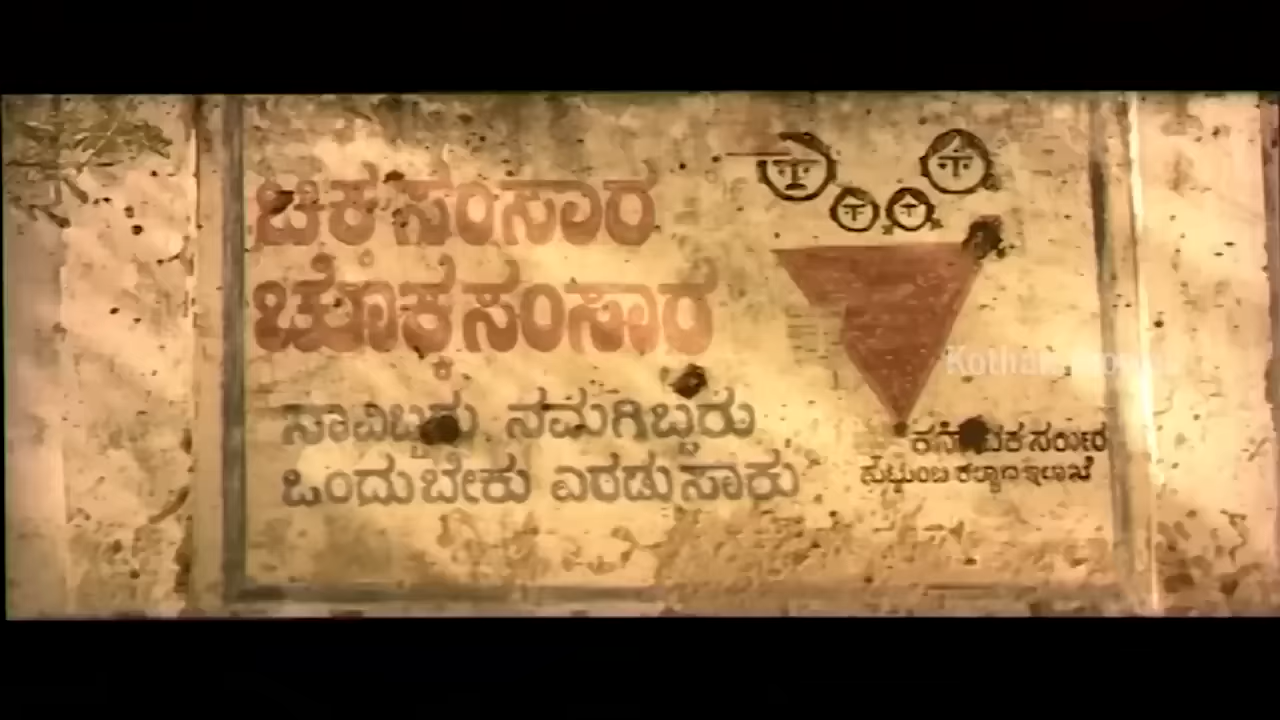 ಚಿಕ್ಕ ಸಂಸಾರ
ಚೊಕ್ಕ ಸಂಸಾರ
ನಾವಿಬ್ಬರು ನಮಗಿಬ್ಬರು
ಒಂದು ಬೇಕು ಎರಡು ಸಾಕು
ಕರ್ನಾಟಕ ಸರ್ಕಾರ
ಕುಟುಂಬ ಕಲ್ಯಾಣ ಇಲಾಖೆ